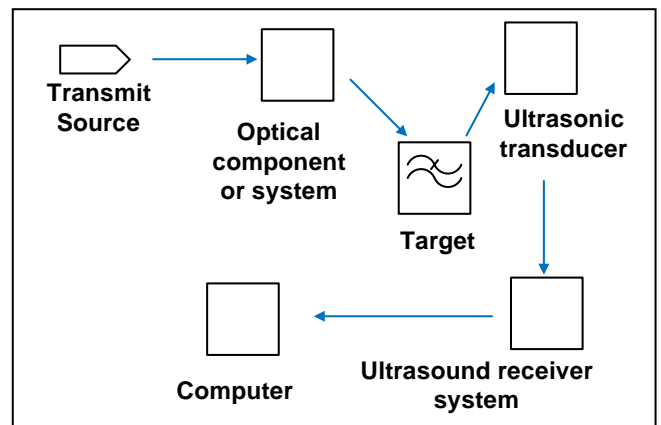 Transmit
Source
Optical
component
or system
Ultrasonic
transducer
Target
Computer
Ultrasound receiver
system